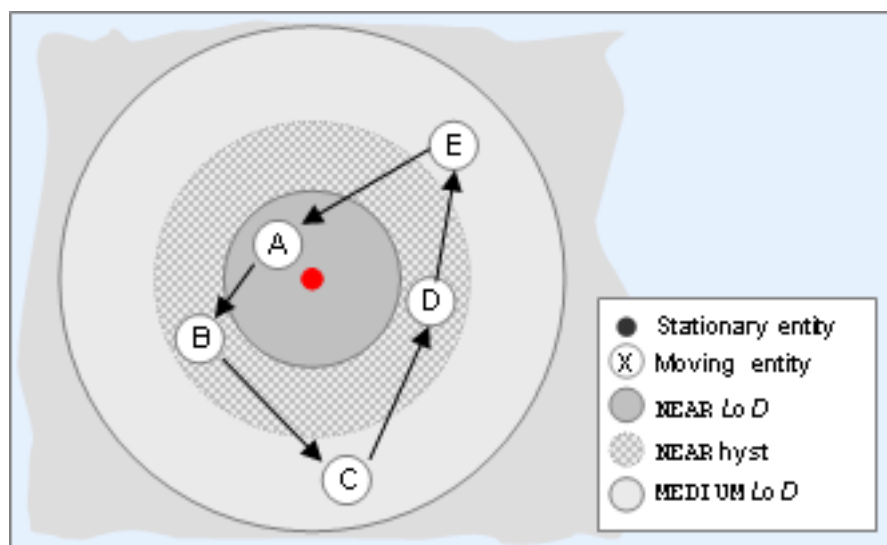 E
A
D
B
C
Stationary entity
X Moving entity
NEAR LoD
NEAR hyst
MEDIUM LoD